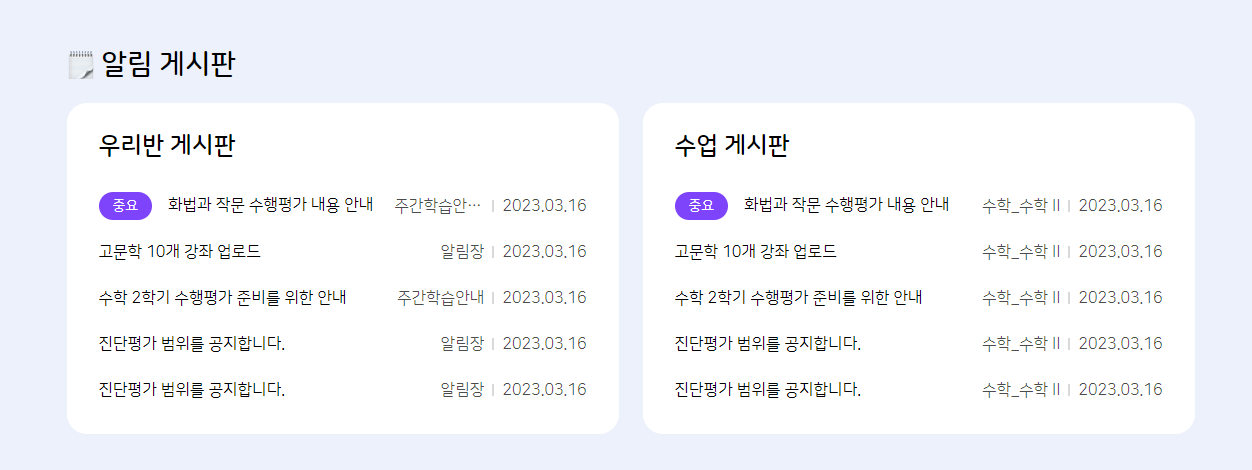 알림 게시판
우리반 게시판
중요 화법과 작문 수행평가 내용 안내 주간학습안… | 2023.03.16
고문학 10개 강좌 업로드 알림장 | 2023.03.16
수학 2학기 수행평가 준비를 위한 안내 주간학습안내 | 2023.03.16
진단평가 범위를 공지합니다. 알림장 | 2023.03.16
진단평가 범위를 공지합니다. 알림장 | 2023.03.16
수업 게시판
중요 화법과 작문 수행평가 내용 안내 수학_수학 II | 2023.03.16
고문학 10개 강좌 업로드 수학_수학 II | 2023.03.16
수학 2학기 수행평가 준비를 위한 안내 수학_수학 II | 2023.03.16
진단평가 범위를 공지합니다. 수학_수학 II | 2023.03.16
진단평가 범위를 공지합니다. 수학_수학 II | 2023.03.16